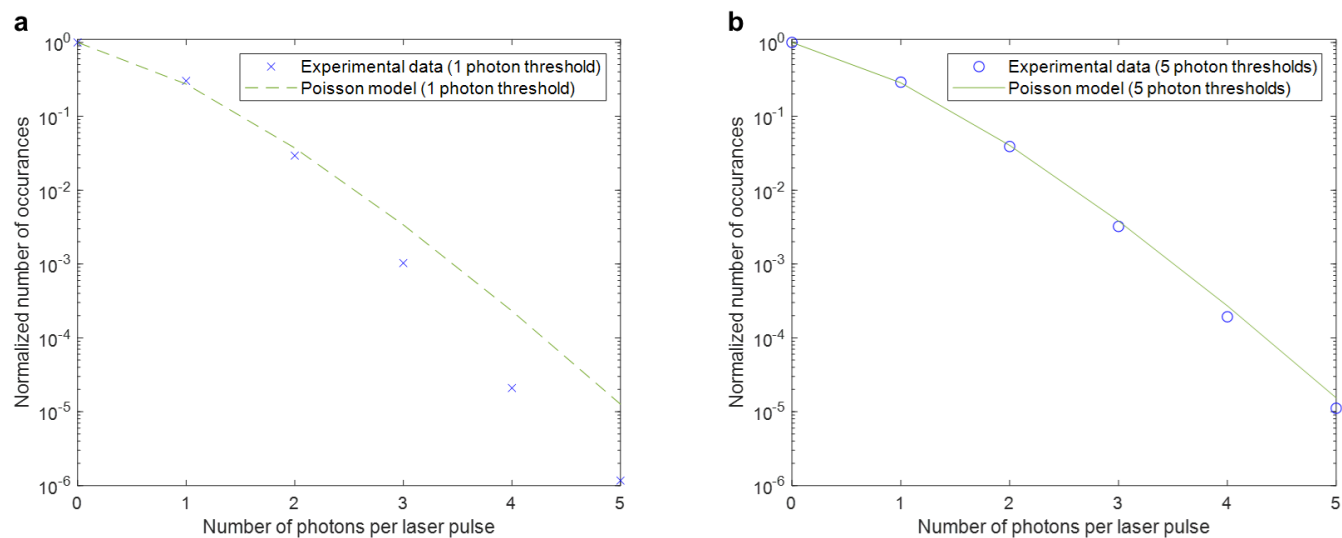 a
10^0
10^-1
10^-2
10^-3
10^-4
10^-5
10^-6
Normalized number of occurances
Experimental data (1 photon threshold)
Poisson model (1 photon threshold)
0 1 2 3 4 5
Number of photons per laser pulse
b
10^0
10^-1
10^-2
10^-3
10^-4
10^-5
10^-6
Normalized number of occurances
Experimental data (5 photon thresholds)
Poisson model (5 photon thresholds)
0 1 2 3 4 5
Number of photons per laser pulse